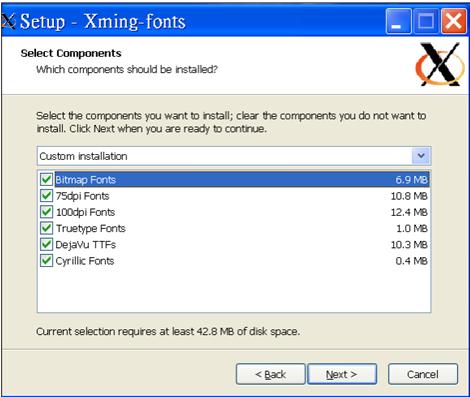 Setup - Xming-fonts
Select Components
Which components should be installed?
Select the components you want to install; clear the components you do not want to
install. Click Next when you are ready to continue.
Custom installation
Bitmap Fonts 6.9 MB
75dpi Fonts 10.8 MB
100dpi Fonts 12.4 MB
Truetype Fonts 1.0 MB
DejaVu TTFs 10.3 MB
Cyrillic Fonts 0.4 MB
Current selection requires at least 42.8 MB of disk space.
< Back Next > Cancel